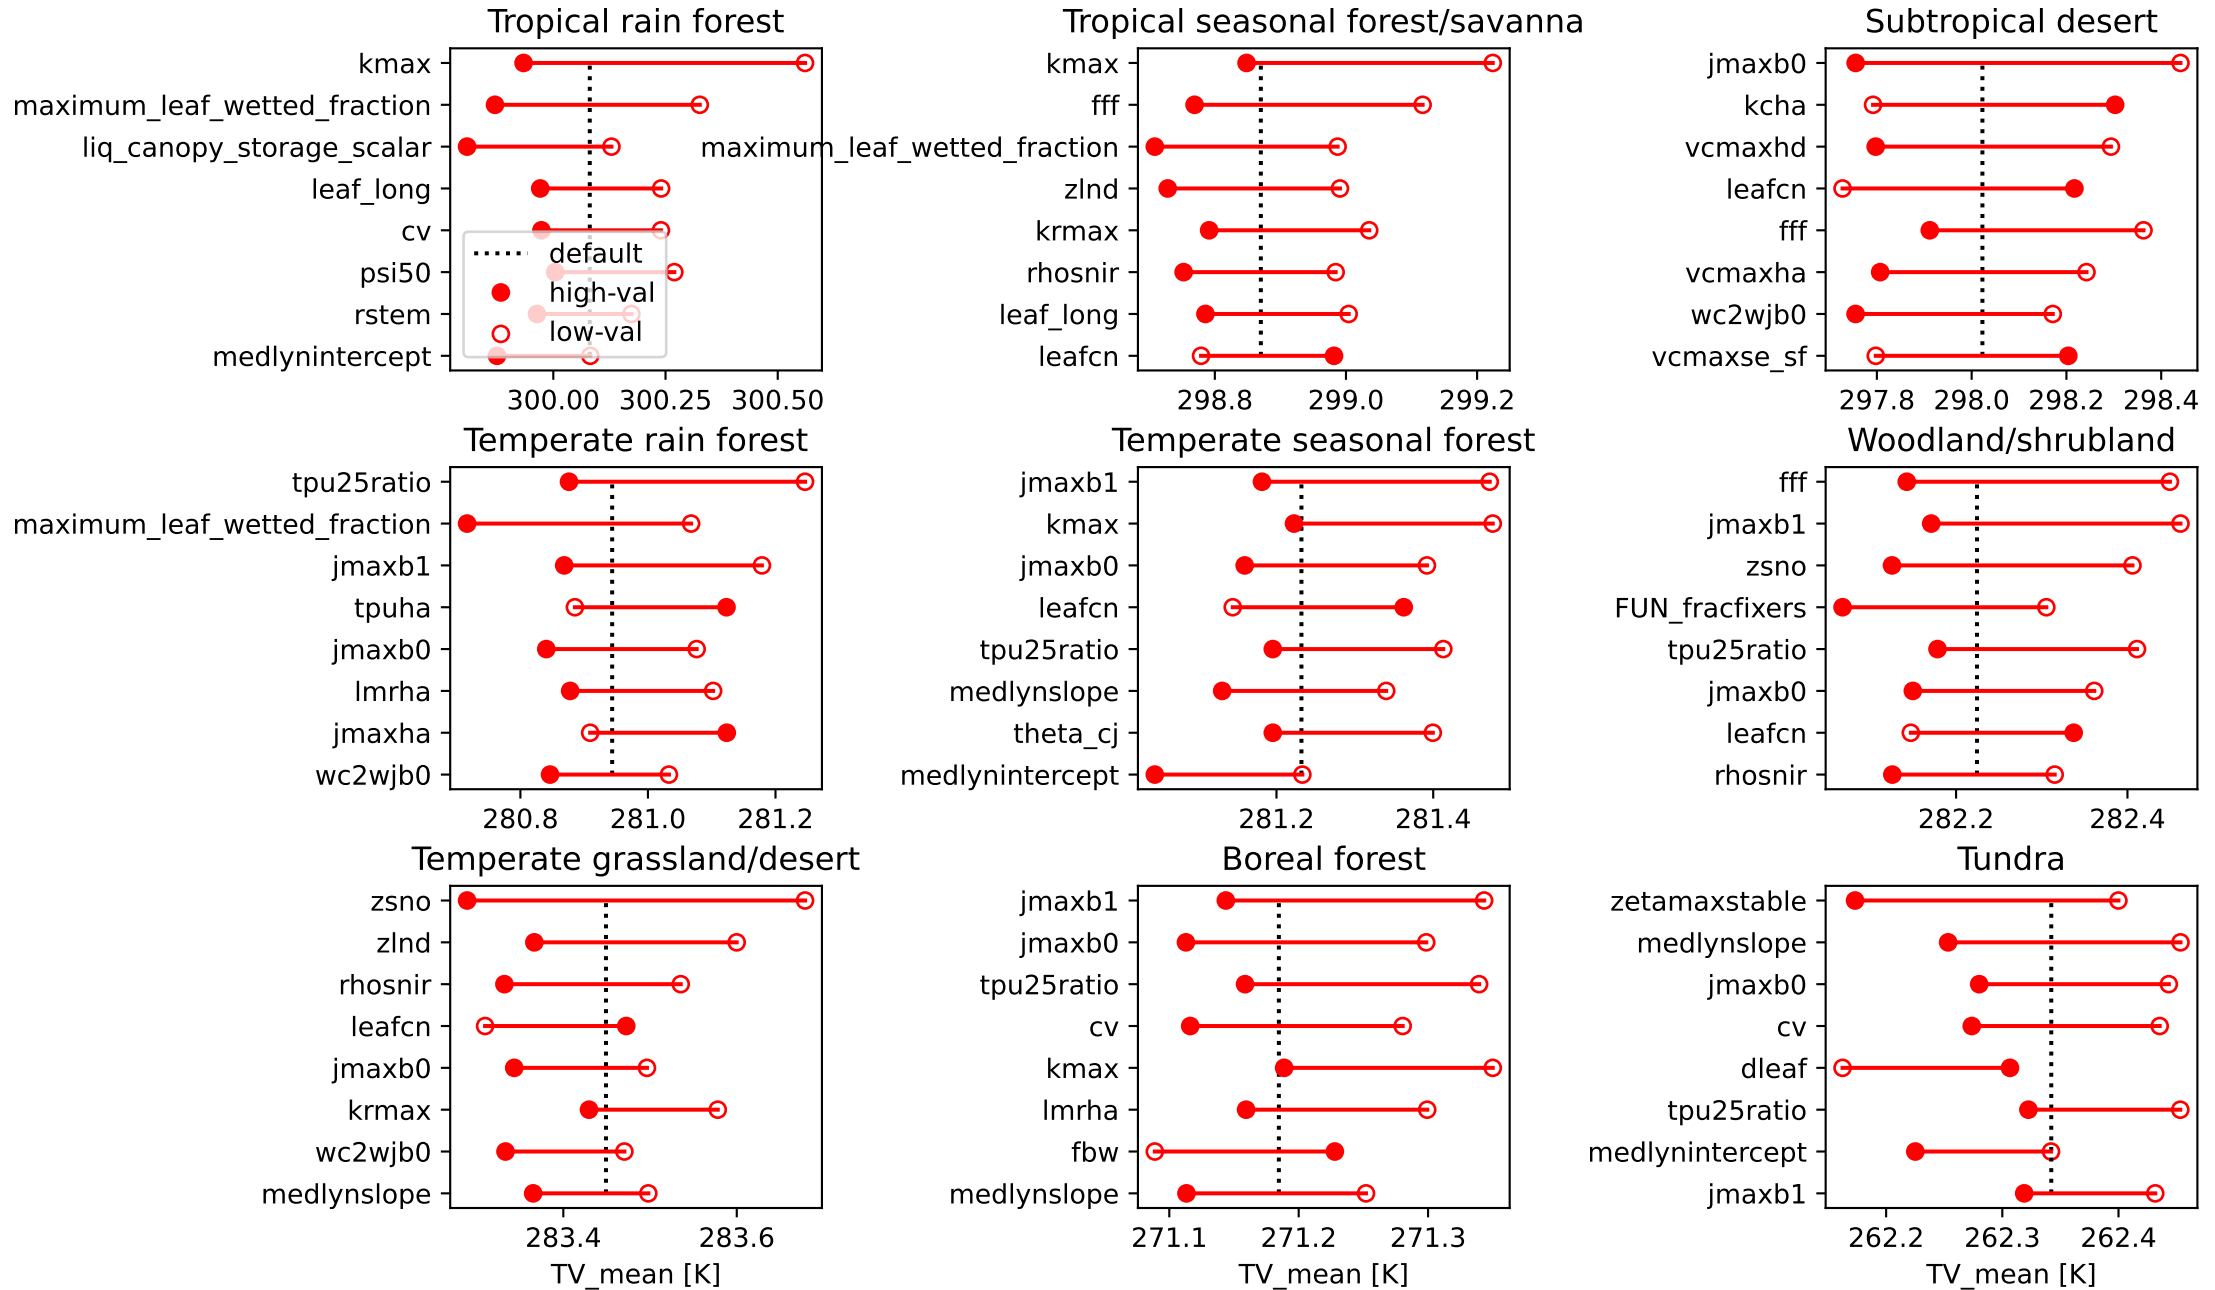 Tropical rain forest
kmax
maximum_leaf_wetted_fraction
liq_canopy_storage_scalar
leaf_long
cv
psi50
rstem
medlynintercept
default
high-val
low-val
300.00 300.25 300.50
Tropical seasonal forest/savanna
kmax
fff
maximum_leaf_wetted_fraction
zlnd
krmax
rhosnir
leaf_long
leafcn
298.8 299.0 299.2
Subtropical desert
jmaxb0
kcha
vcmaxhd
leafcn
fff
vcmaxha
wc2wjb0
vcmaxse_sf
297.8 298.0 298.2 298.4
Temperate rain forest
tpu25ratio
maximum_leaf_wetted_fraction
jmaxb1
tpuha
jmaxb0
lmrha
jmaxha
wc2wjb0
280.8 281.0 281.2
Temperate seasonal forest
jmaxb1
kmax
jmaxb0
leafcn
tpu25ratio
medlynslope
theta_cj
medlynintercept
281.2 281.4
Woodland/shrubland
fff
jmaxb1
zsno
FUN_fracfixers
tpu25ratio
jmaxb0
leafcn
rhosnir
282.2 282.4
Temperate grassland/desert
zsno
zlnd
rhosnir
leafcn
jmaxb0
krmax
wc2wjb0
medlynslope
283.4 283.6
TV_mean [K]
Boreal forest
jmaxb1
jmaxb0
tpu25ratio
cv
kmax
lmrha
fbw
medlynslope
271.1 271.2 271.3
TV_mean [K]
Tundra
zetamaxstable
medlynslope
jmaxb0
cv
dleaf
tpu25ratio
medlynintercept
jmaxb1
262.2 262.3 262.4
TV_mean [K]